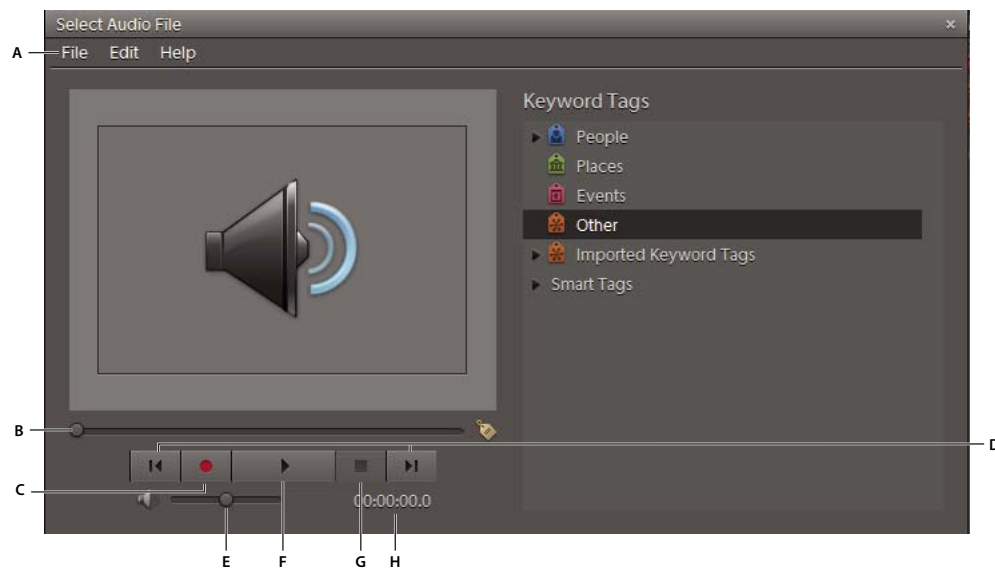 Select Audio File
A File Edit Help
Keyword Tags
People
Places
Events
Other
Imported Keyword Tags
Smart Tags
B
D
C
00:00:00.0
E F G H